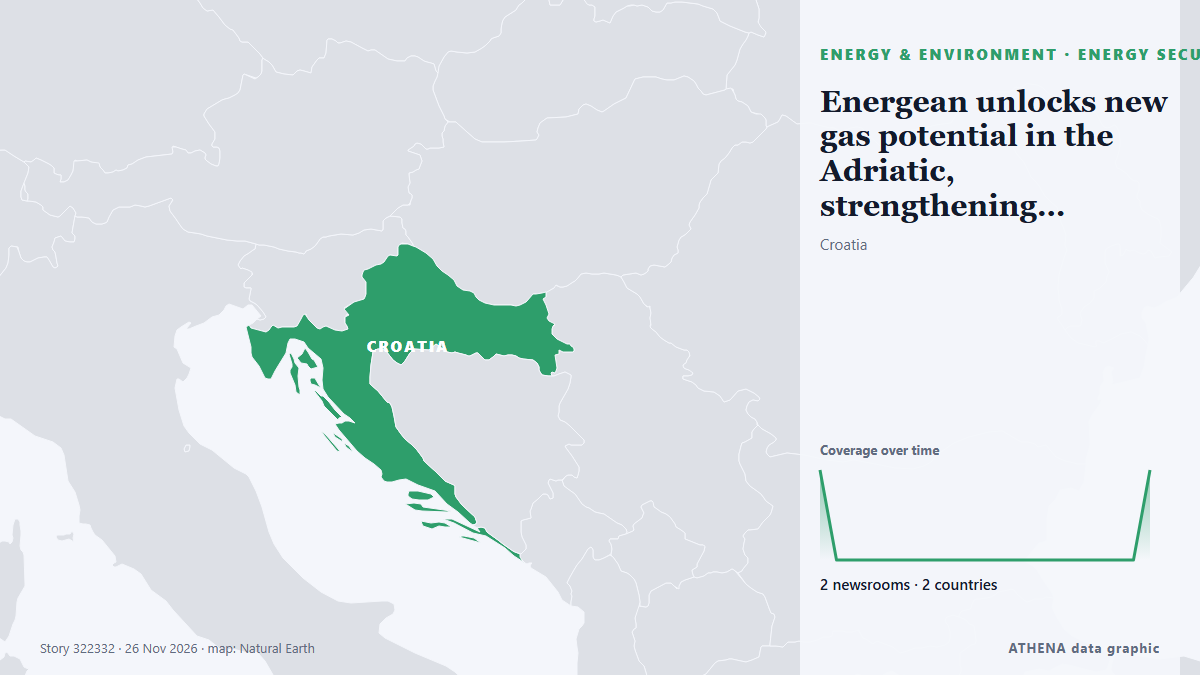 ENERGY & ENVIRONMENT · ENERGY SECU
Energean unlocks new
gas potential in the
Adriatic,
strengthening...
Croatia
CROATIA
Coverage over time
2 newsrooms · 2 countries
Story 322332 · 26 Nov 2026 · map: Natural Earth
ATHENA data graphic